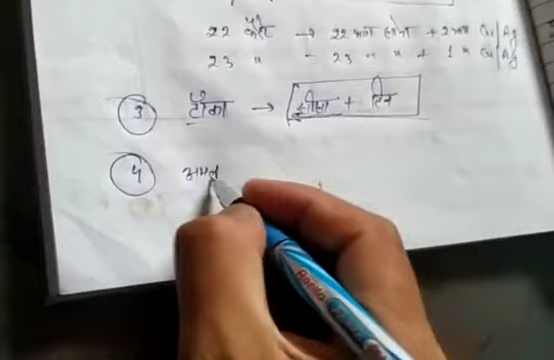 22 कैरेट → 22 भाग सोना + 2 भाग Cu/Ag
23 " - 23 " " + 1 " Cu/Ag
3 टांका → सीसा + टिन
4 अमल